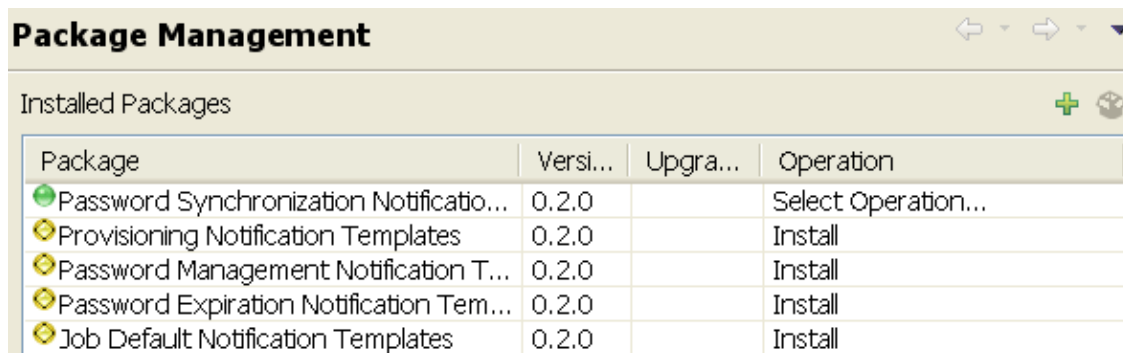 Package Management
Installed Packages
Package Versi... Upgra... Operation
Password Synchronization Notificatio... 0.2.0 Select Operation...
Provisioning Notification Templates 0.2.0 Install
Password Management Notification T... 0.2.0 Install
Password Expiration Notification Tem... 0.2.0 Install
Job Default Notification Templates 0.2.0 Install